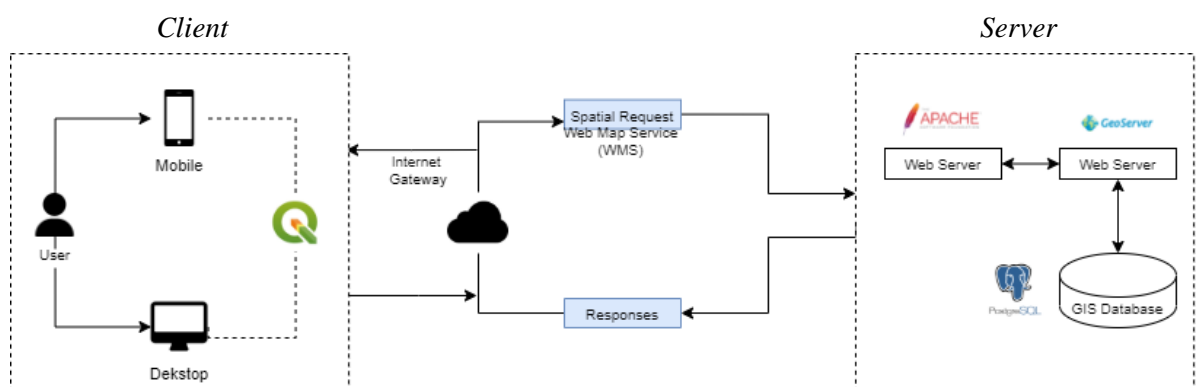 Client
Server
Mobile
User
Dekstop
Internet
Gateway
Spatial Request
Web Map Service
(WMS)
Responses
APACHE
GeoServer
Web Server
Web Server
PostgreSQL
GIS Database